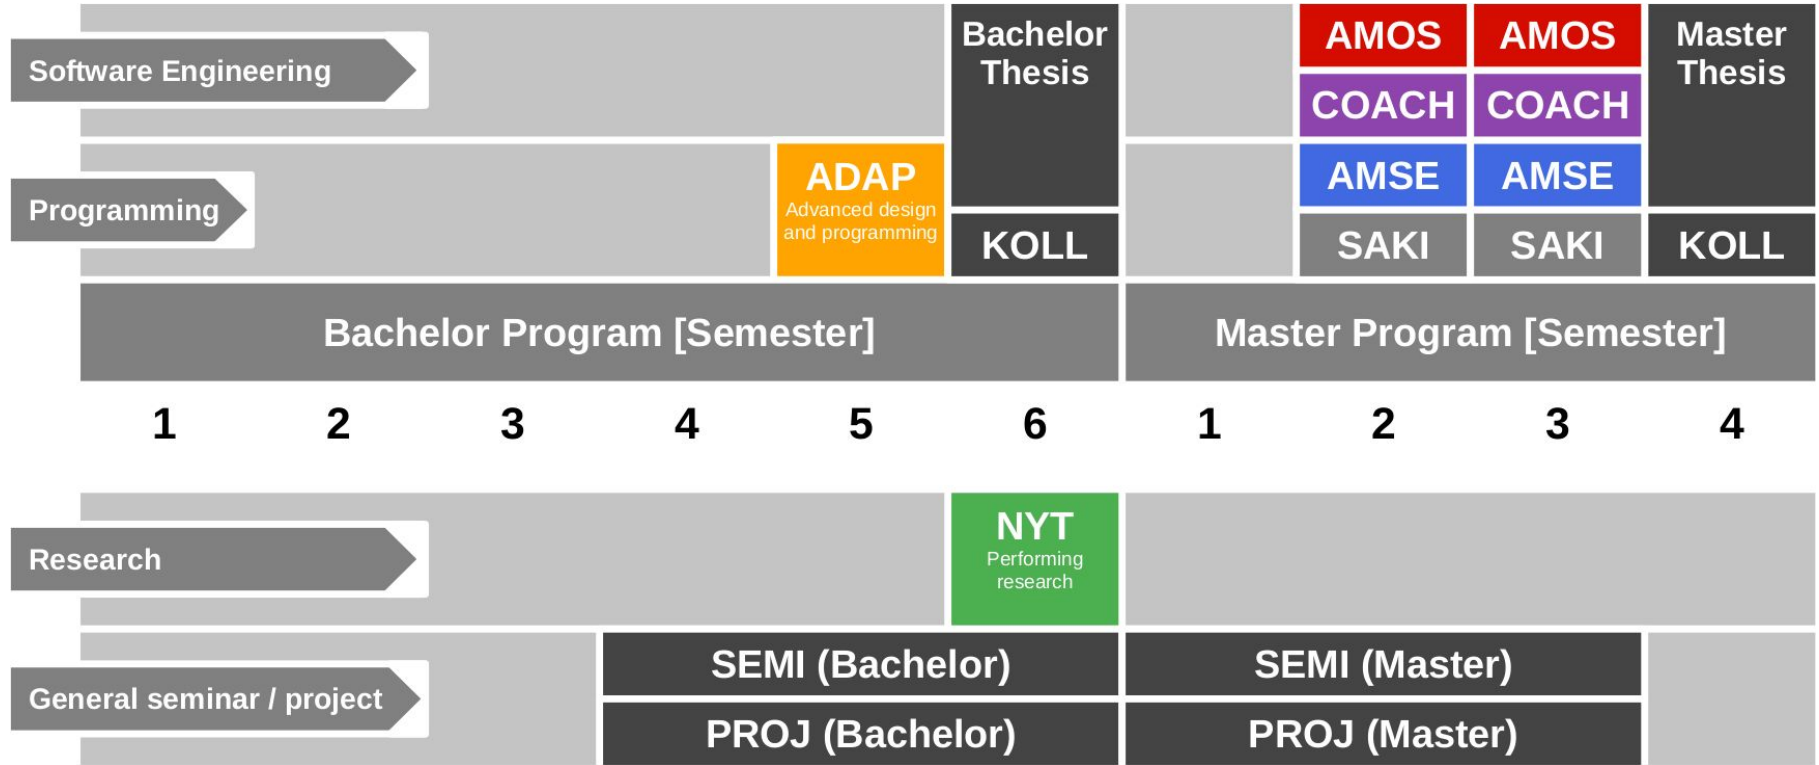 Software Engineering
Bachelor
Thesis
AMOS
AMOS
Master
Thesis
COACH
COACH
Programming
ADAP
Advanced design
and programming
AMSE
AMSE
KOLL
SAKI
SAKI
KOLL
Bachelor Program [Semester]
Master Program [Semester]
1 2 3 4 5 6 1 2 3 4
Research
NYT
Performing
research
General seminar / project
SEMI (Bachelor)
SEMI (Master)
PROJ (Bachelor)
PROJ (Master)